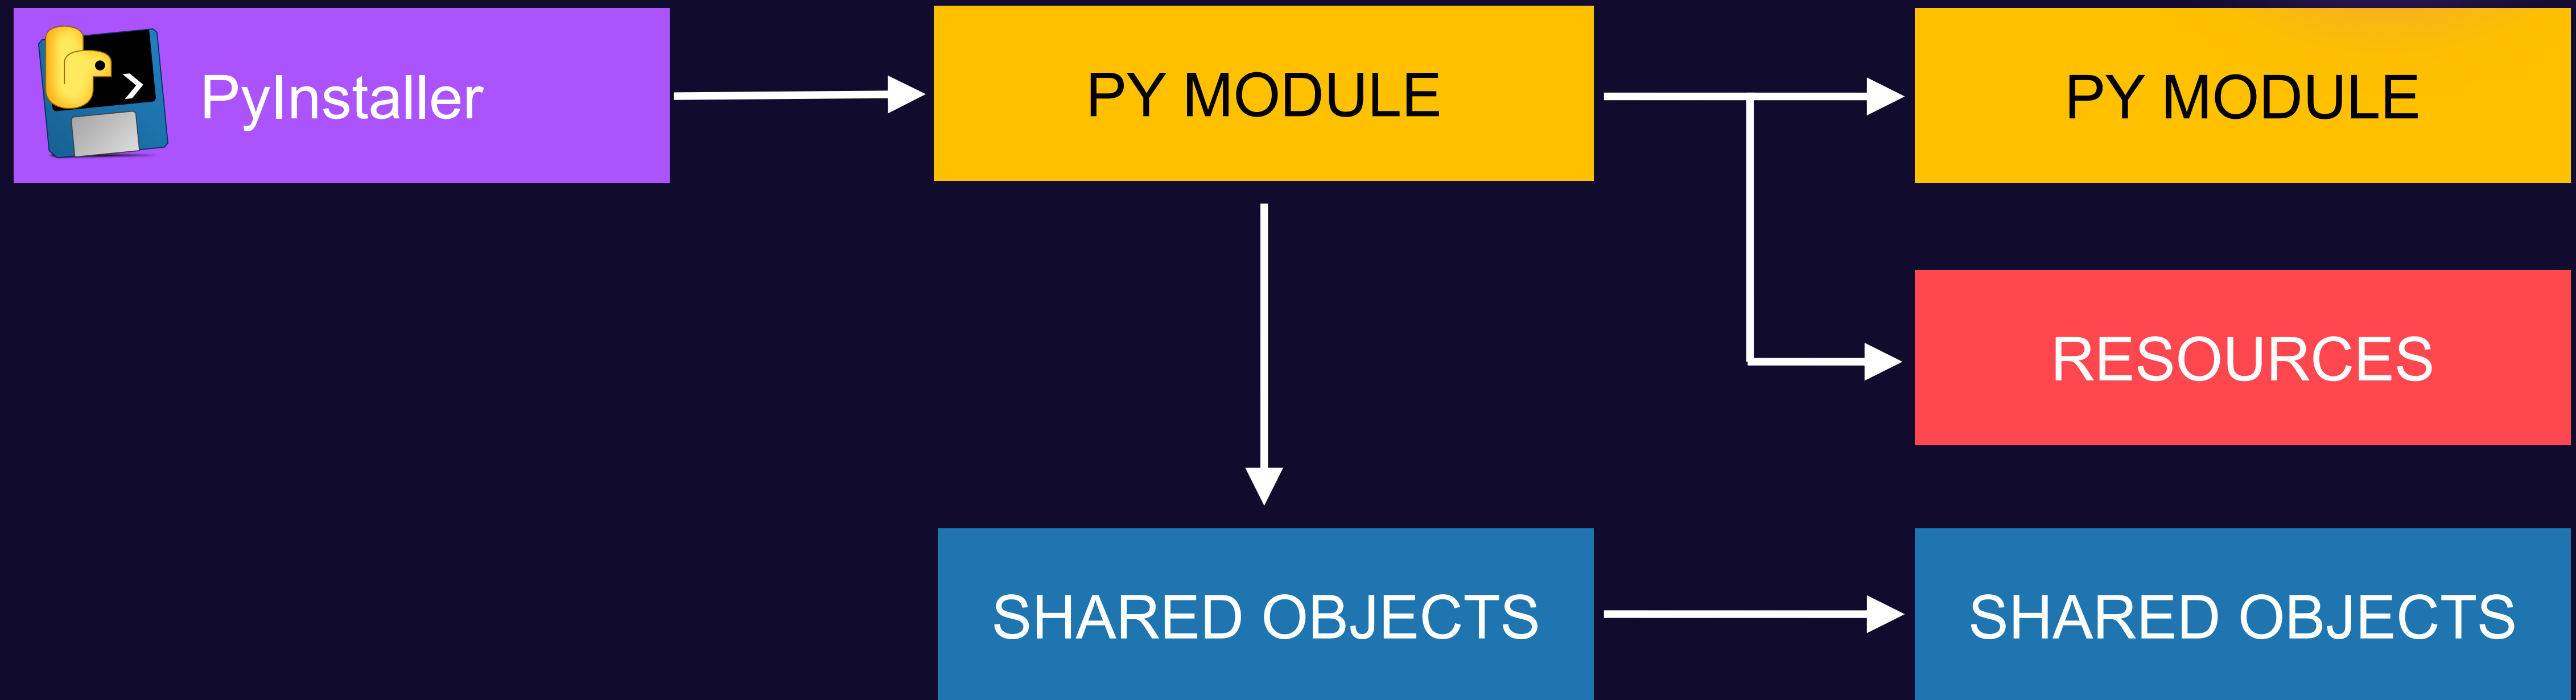 PyInstaller
PY MODULE
PY MODULE
RESOURCES
SHARED OBJECTS
SHARED OBJECTS